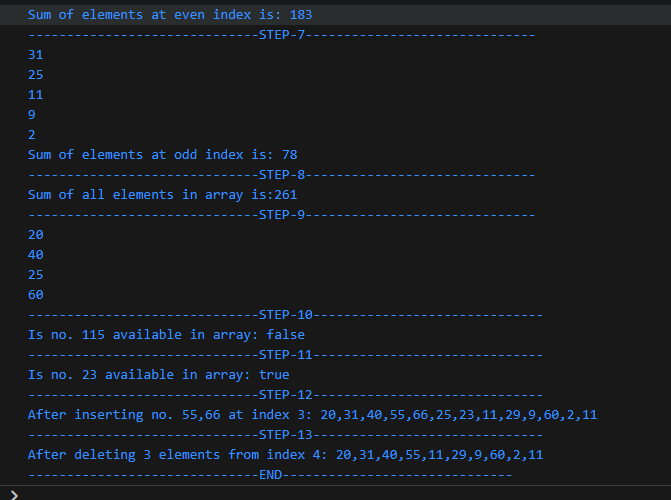 Sum of elements at even index is: 183
------------------------------STEP-7------------------------------
31
25
11
9
2
Sum of elements at odd index is: 78
------------------------------STEP-8------------------------------
Sum of all elements in array is:261
------------------------------STEP-9------------------------------
20
40
25
60
------------------------------STEP-10------------------------------
Is no. 115 available in array: false
------------------------------STEP-11------------------------------
Is no. 23 available in array: true
------------------------------STEP-12------------------------------
After inserting no. 55,66 at index 3: 20,31,40,55,66,25,23,11,29,9,60,2,11
------------------------------STEP-13------------------------------
After deleting 3 elements from index 4: 20,31,40,55,11,29,9,60,2,11
------------------------------END------------------------------